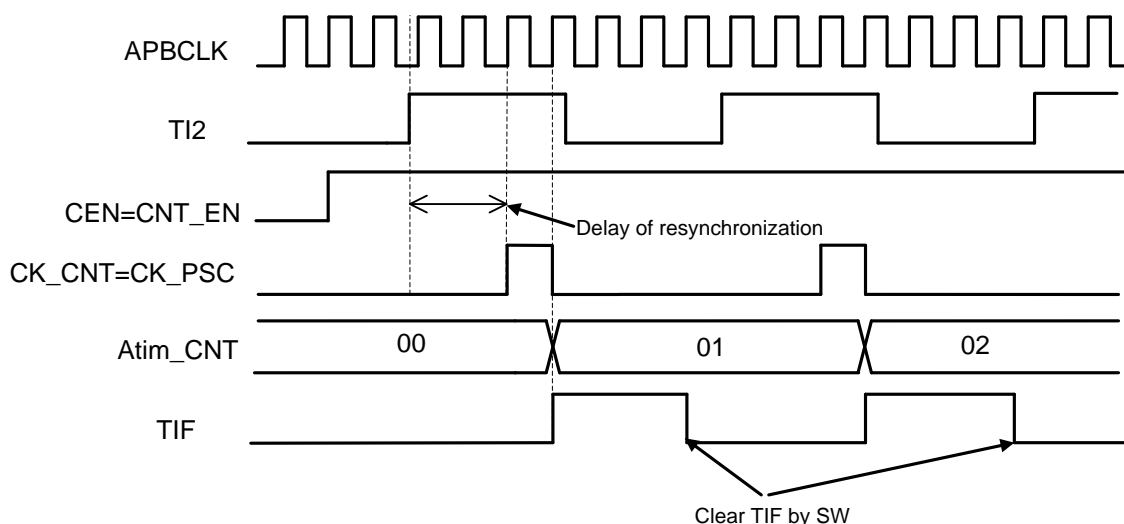 APBCLK
TI2
CEN=CNT_EN
Delay of resynchronization
CK_CNT=CK_PSC
Atim_CNT
00
01
02
TIF
Clear TIF by SW